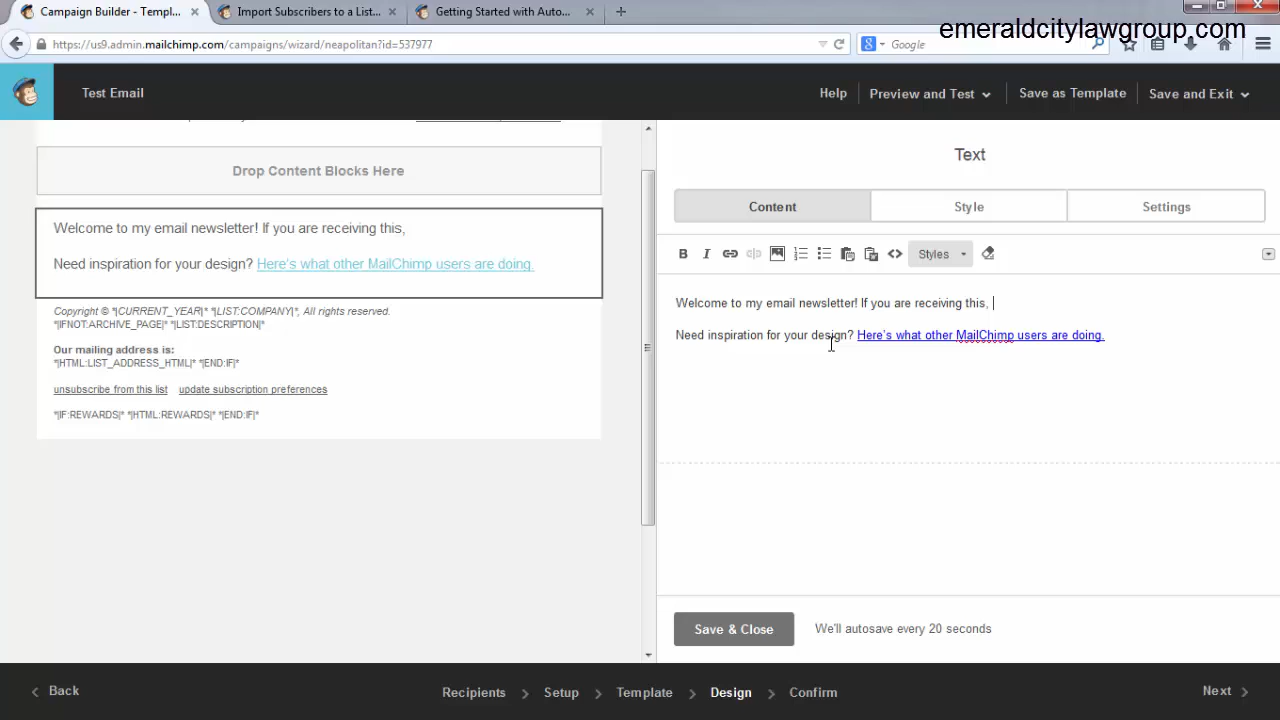 Campaign Builder - Templ...
Import Subscribers to a List...
Getting Started with Auto...
emeraldcitylawgroup.com
https://us9.admin.mailchimp.com/campaigns/wizard/neapolitan?id=537977
Google
Test Email
Help
Preview and Test
Save as Template
Save and Exit
Drop Content Blocks Here
Welcome to my email newsletter! If you are receiving this,
Need inspiration for your design? Here's what other MailChimp users are doing.
Copyright © *|CURRENT_YEAR|* *|LIST:COMPANY|*, All rights reserved.
*|IFNOT:ARCHIVE_PAGE|* *|LIST:DESCRIPTION|*
Our mailing address is:
*|HTML:LIST_ADDRESS_HTML|* *|END:IF|*
unsubscribe from this list update subscription preferences
*|IF:REWARDS|* *|HTML:REWARDS|* *|END:IF|*
Text
Content
Style
Settings
B I
Styles
Welcome to my email newsletter! If you are receiving this,
Need inspiration for your design? Here's what other MailChimp users are doing.
Save & Close
We'll autosave every 20 seconds
Back
Recipients
Setup
Template
Design
Confirm
Next